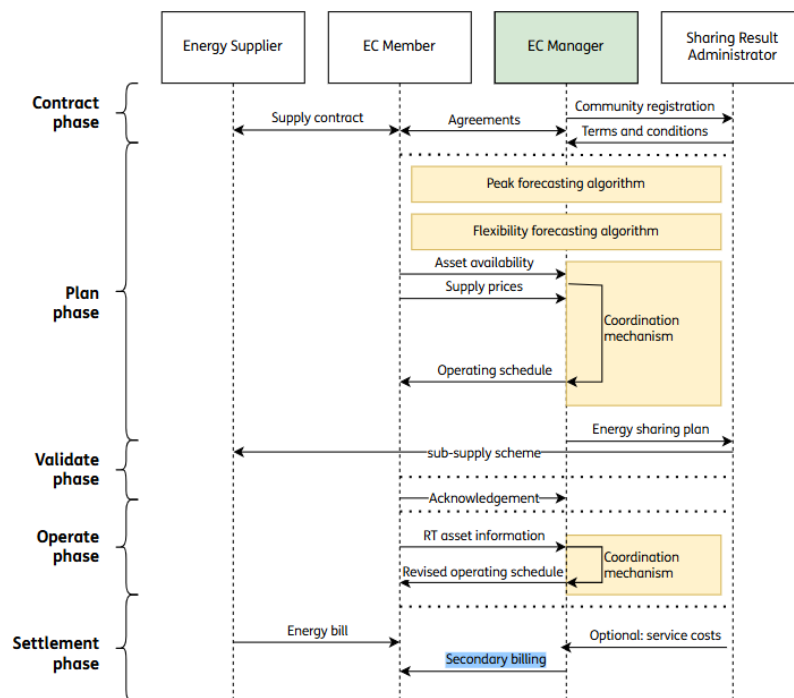 Energy Supplier
EC Member
EC Manager
Sharing Result
Administrator
Contract
phase
Supply contract
Agreements
Community registration
Terms and conditions
Plan
phase
Peak forecasting algorithm
Flexibility forecasting algorithm
Asset availability
Supply prices
Coordination
mechanism
Operating schedule
Energy sharing plan
Validate
phase
sub-supply scheme
Acknowledgement
Operate
phase
RT asset information
Coordination
mechanism
Revised operating schedule
Settlement
phase
Energy bill
Optional: service costs
Secondary billing